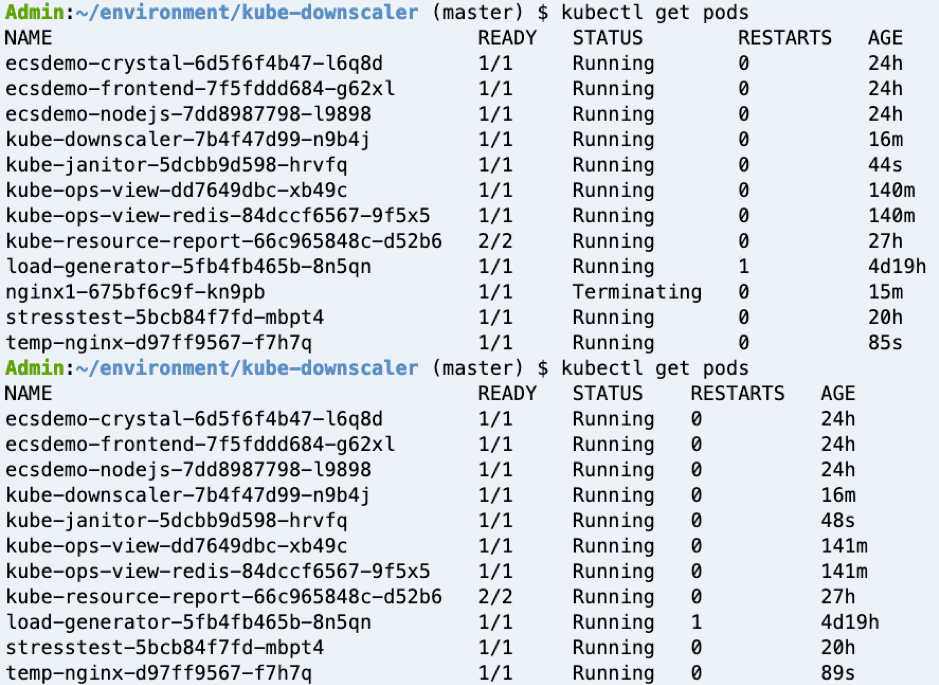 Admin:~/environment/kube-downscaler (master) $ kubectl get pods
NAME READY STATUS RESTARTS AGE
ecsdemo-crystal-6d5f6f4b47-l6q8d 1/1 Running 0 24h
ecsdemo-frontend-7f5fddd684-g62xl 1/1 Running 0 24h
ecsdemo-nodejs-7dd8987798-l9898 1/1 Running 0 24h
kube-downscaler-7b4f47d99-n9b4j 1/1 Running 0 16m
kube-janitor-5dcbb9d598-hrvfq 1/1 Running 0 44s
kube-ops-view-dd7649dbc-xb49c 1/1 Running 0 140m
kube-ops-view-redis-84dccf6567-9f5x5 1/1 Running 0 140m
kube-resource-report-66c965848c-d52b6 2/2 Running 0 27h
load-generator-5fb4fb465b-8n5qn 1/1 Running 1 4d19h
nginx1-675bf6c9f-kn9pb 1/1 Terminating 0 15m
stresstest-5bcb84f7fd-mbpt4 1/1 Running 0 20h
temp-nginx-d97ff9567-f7h7q 1/1 Running 0 85s
Admin:~/environment/kube-downscaler (master) $ kubectl get pods
NAME READY STATUS RESTARTS AGE
ecsdemo-crystal-6d5f6f4b47-l6q8d 1/1 Running 0 24h
ecsdemo-frontend-7f5fddd684-g62xl 1/1 Running 0 24h
ecsdemo-nodejs-7dd8987798-l9898 1/1 Running 0 24h
kube-downscaler-7b4f47d99-n9b4j 1/1 Running 0 16m
kube-janitor-5dcbb9d598-hrvfq 1/1 Running 0 48s
kube-ops-view-dd7649dbc-xb49c 1/1 Running 0 141m
kube-ops-view-redis-84dccf6567-9f5x5 1/1 Running 0 141m
kube-resource-report-66c965848c-d52b6 2/2 Running 0 27h
load-generator-5fb4fb465b-8n5qn 1/1 Running 1 4d19h
stresstest-5bcb84f7fd-mbpt4 1/1 Running 0 20h
temp-nginx-d97ff9567-f7h7q 1/1 Running 0 89s